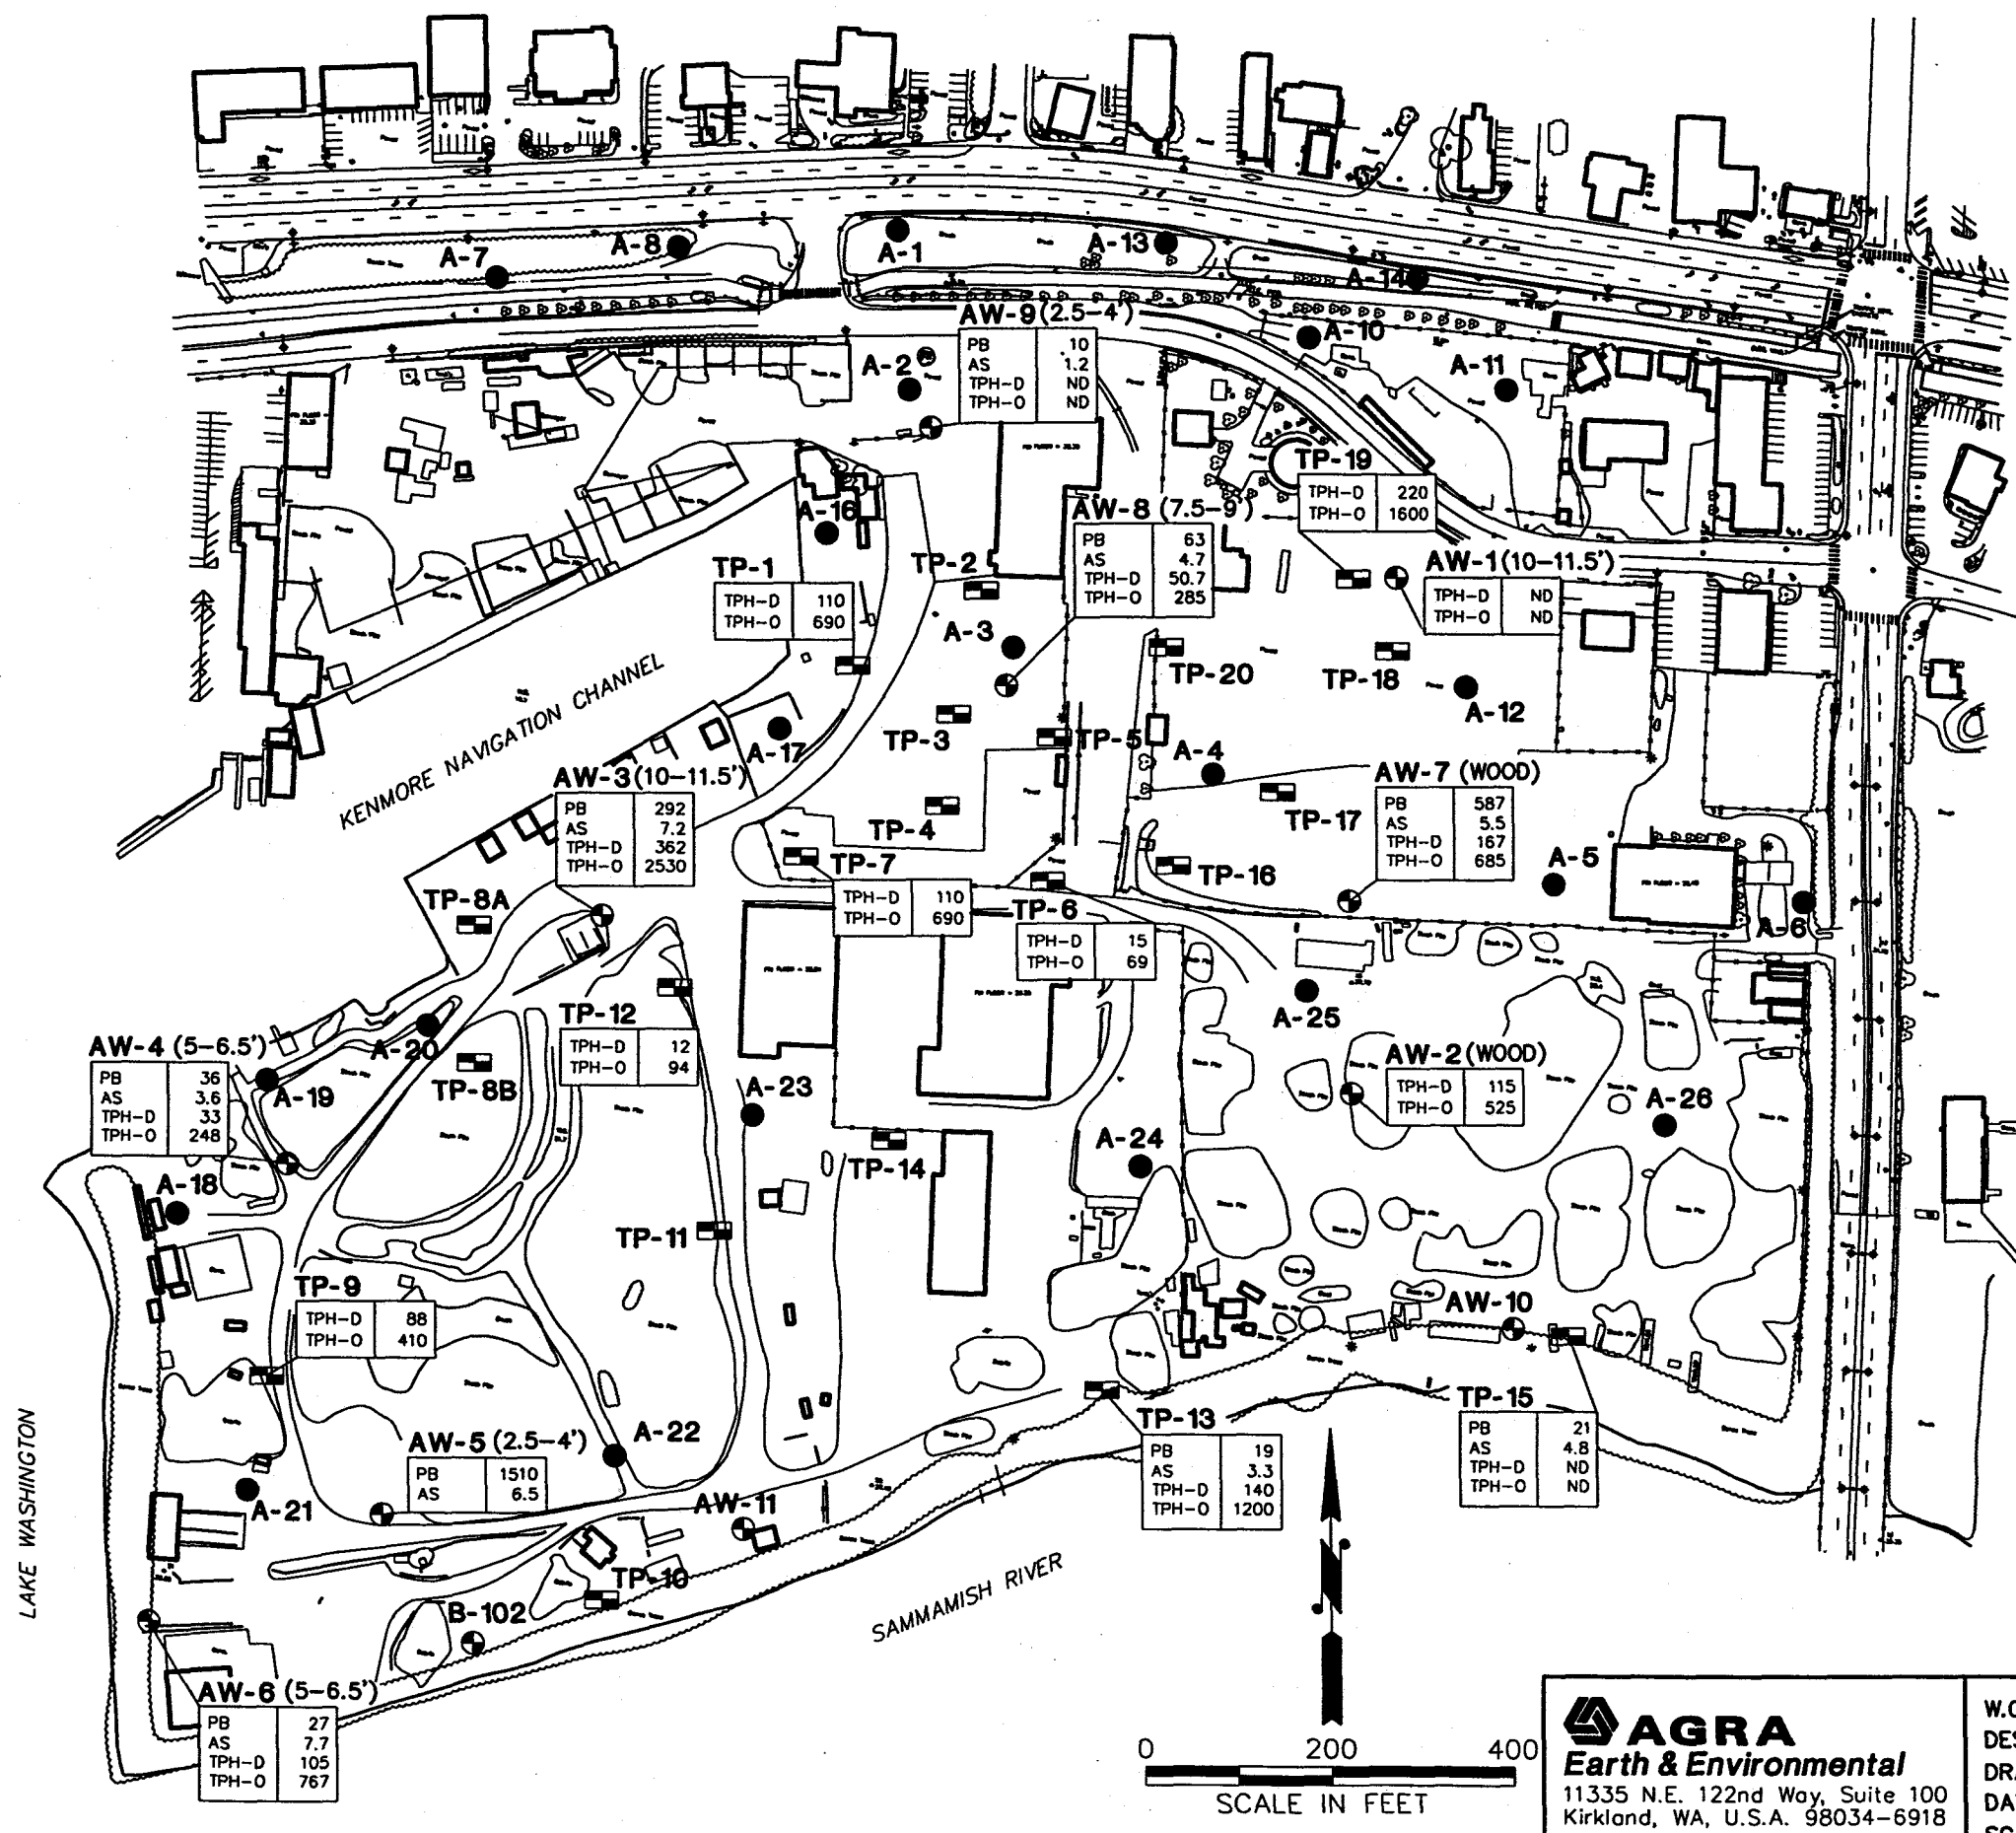 A-7
A-8
A-1
A-13
A-14
AW-9 (2.5-4')
PB 10
AS 1.2
TPH-D ND
TPH-O ND
A-10
A-2
A-11
TP-19
TPH-D 220
TPH-O 1600
A-16
AW-8 (7.5-9')
PB 63
AS 4.7
TPH-D 50.7
TPH-O 285
AW-1 (10-11.5')
TPH-D ND
TPH-O ND
TP-1
TPH-D 110
TPH-O 690
TP-2
A-3
TP-20
TP-18
A-12
KENMORE NAVIGATION CHANNEL
A-17
TP-3
TP-5
A-4
AW-3 (10-11.5')
PB 292
AS 7.2
TPH-D 362
TPH-O 2530
TP-4
TP-17
AW-7 (WOOD)
PB 587
AS 5.5
TPH-D 167
TPH-O 685
TP-7
TPH-D 110
TPH-O 690
TP-16
A-5
A-6
TP-8A
TP-6
TPH-D 15
TPH-O 69
TP-12
TPH-D 12
TPH-O 94
A-25
AW-4 (5-6.5')
PB 36
AS 3.6
TPH-D 33
TPH-O 248
A-20
A-19
TP-8B
A-23
AW-2 (WOOD)
TPH-D 115
TPH-O 525
A-26
A-18
TP-14
A-24
TP-11
TP-9
TPH-D 88
TPH-O 410
AW-10
AW-5 (2.5-4')
PB 1510
AS 6.5
A-22
TP-13
PB 19
AS 3.3
TPH-D 140
TPH-O 1200
TP-15
PB 21
AS 4.8
TPH-D ND
TPH-O ND
LAKE WASHINGTON
A-21
AW-11
TP-10
B-102
SAMMAMISH RIVER
AW-6 (5-6.5')
PB 27
AS 7.7
TPH-D 105
TPH-O 767
0 200 400
SCALE IN FEET
AGRA
Earth & Environmental
11335 N.E. 122nd Way, Suite 100
Kirkland, WA, U.S.A. 98034-6918